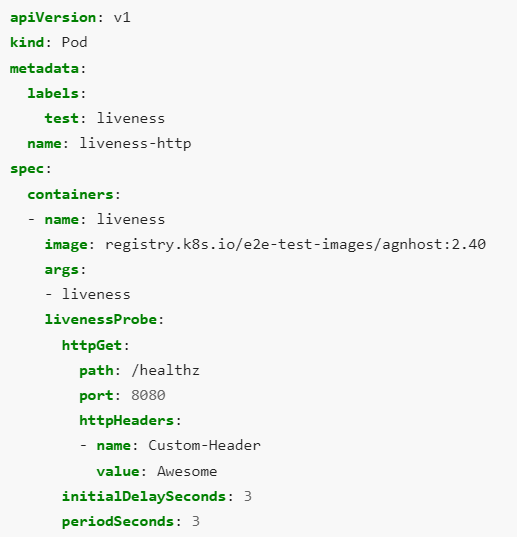 apiVersion: v1
kind: Pod
metadata:
  labels:
    test: liveness
  name: liveness-http
spec:
  containers:
  - name: liveness
    image: registry.k8s.io/e2e-test-images/agnhost:2.40
    args:
    - liveness
    livenessProbe:
      httpGet:
        path: /healthz
        port: 8080
        httpHeaders:
        - name: Custom-Header
          value: Awesome
      initialDelaySeconds: 3
      periodSeconds: 3